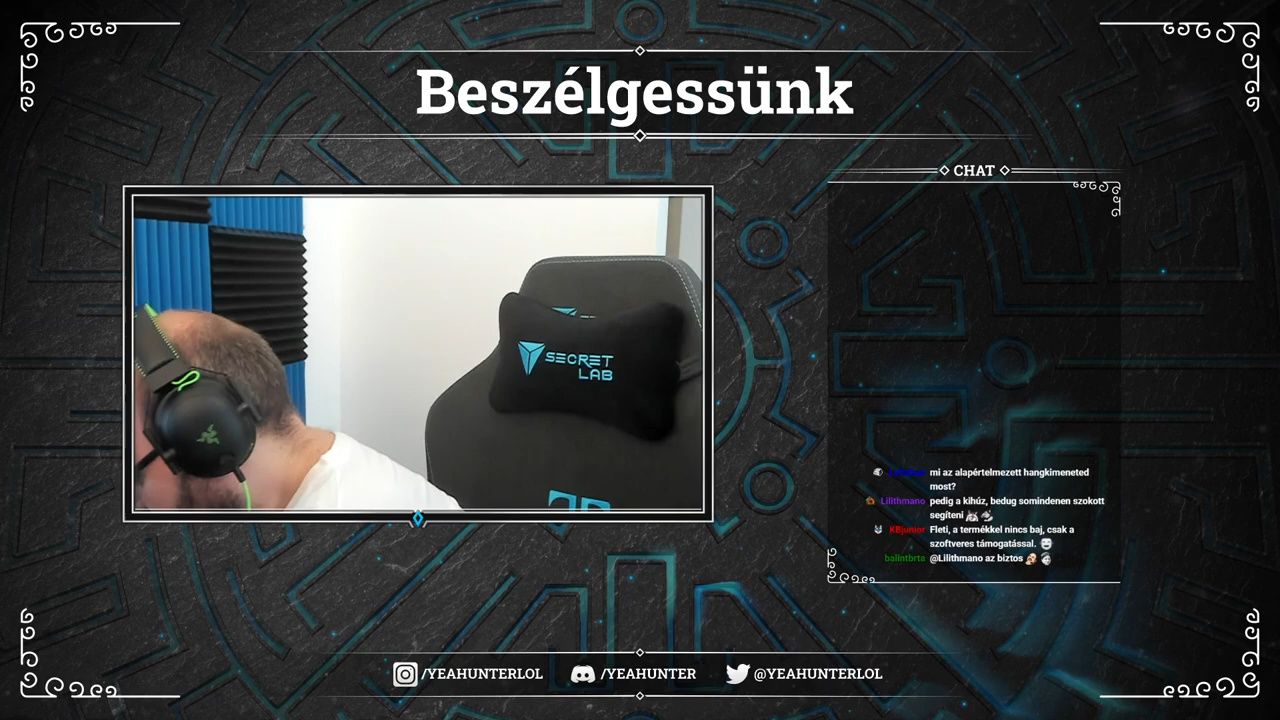 Beszélgessünk
CHAT
SECRET
LAB
mi az alapértelmezett hangkimeneted
most?
Lilithmano pedig a kihúz, bedug somindenen szokott
segíteni
KBjunior Fleti, a termékkel nincs baj, csak a
szoftveres támogatással.
balintbrta @Lilithmano az biztos
/YEAHUNTERLOL /YEAHUNTER @YEAHUNTERLOL